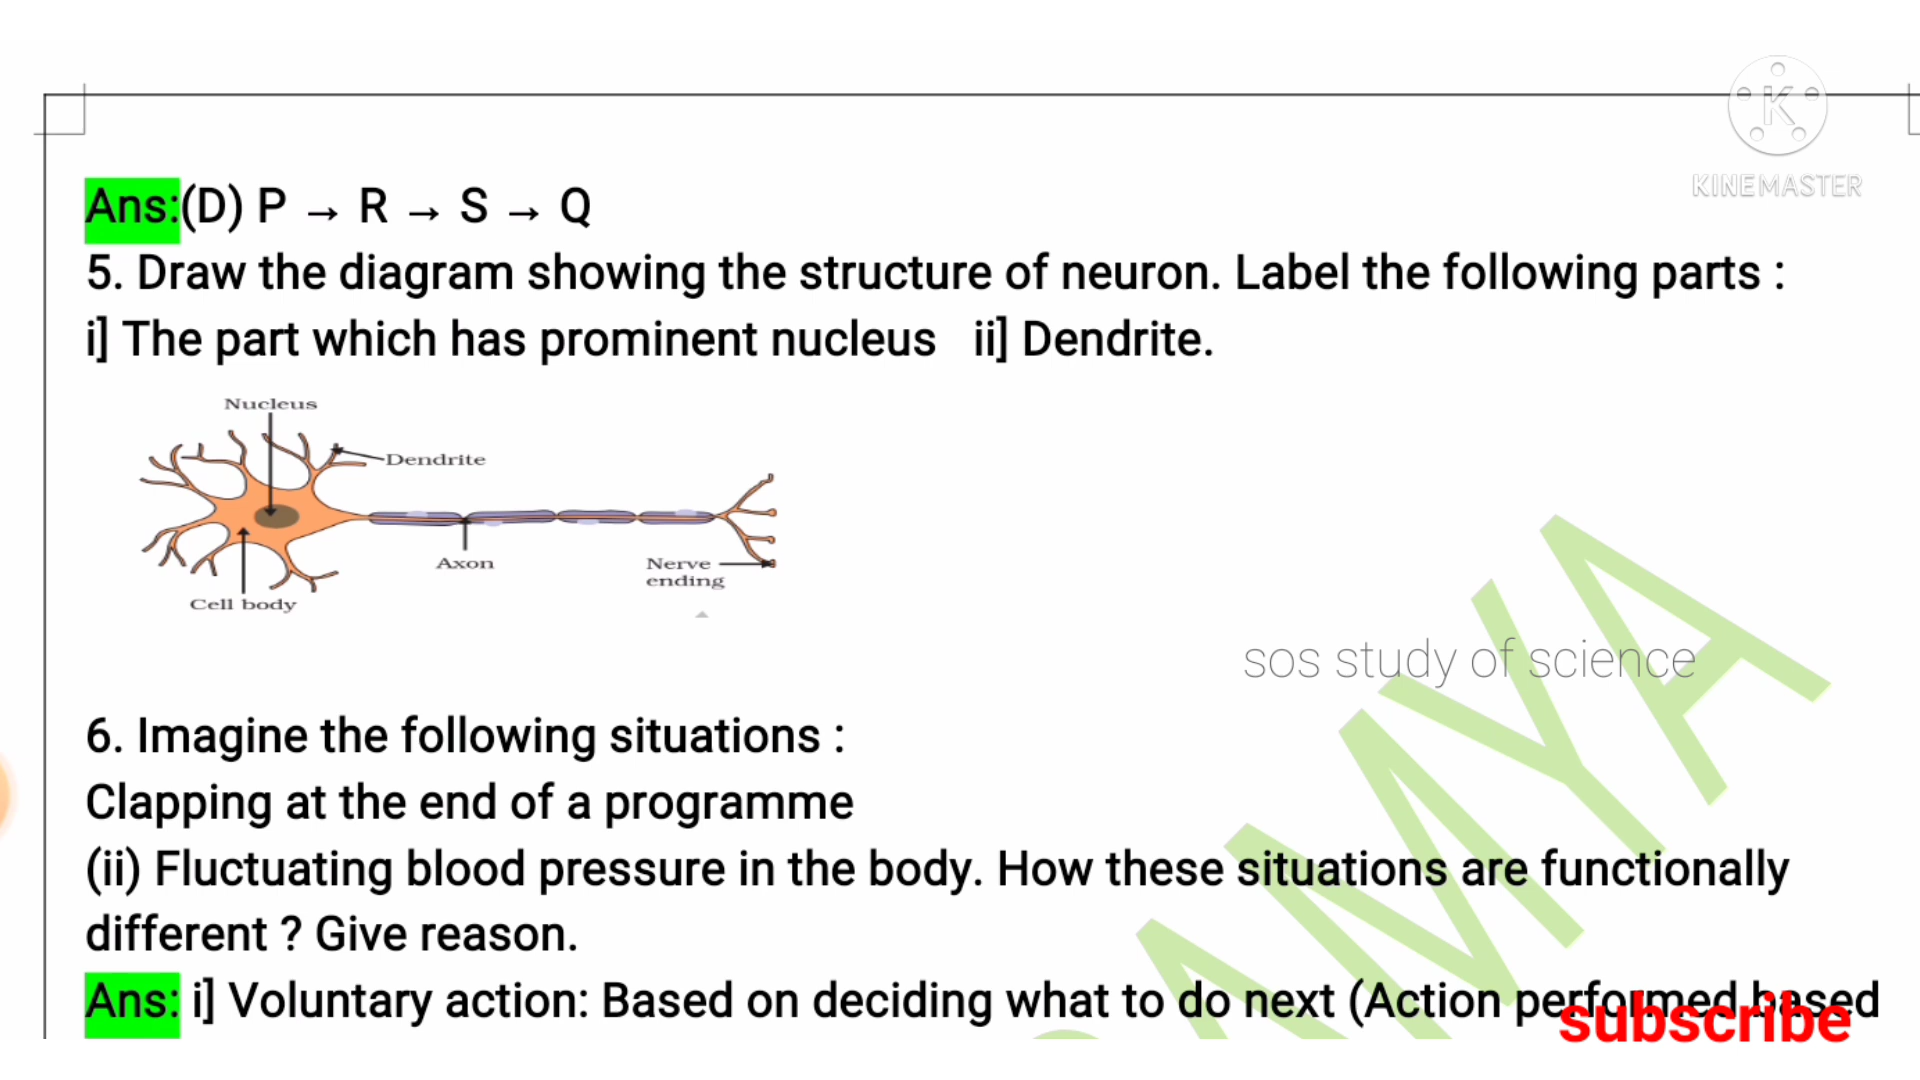 K
KINEMASTER
Ans:(D) P → R → S → Q
5. Draw the diagram showing the structure of neuron. Label the following parts :
i] The part which has prominent nucleus ii] Dendrite.
Nucleus
Dendrite
Axon
Nerve ending
Cell body
sos study of science
6. Imagine the following situations :
Clapping at the end of a programme
(ii) Fluctuating blood pressure in the body. How these situations are functionally
different ? Give reason.
Ans: i] Voluntary action: Based on deciding what to do next (Action performed based
subscribe
AMYA